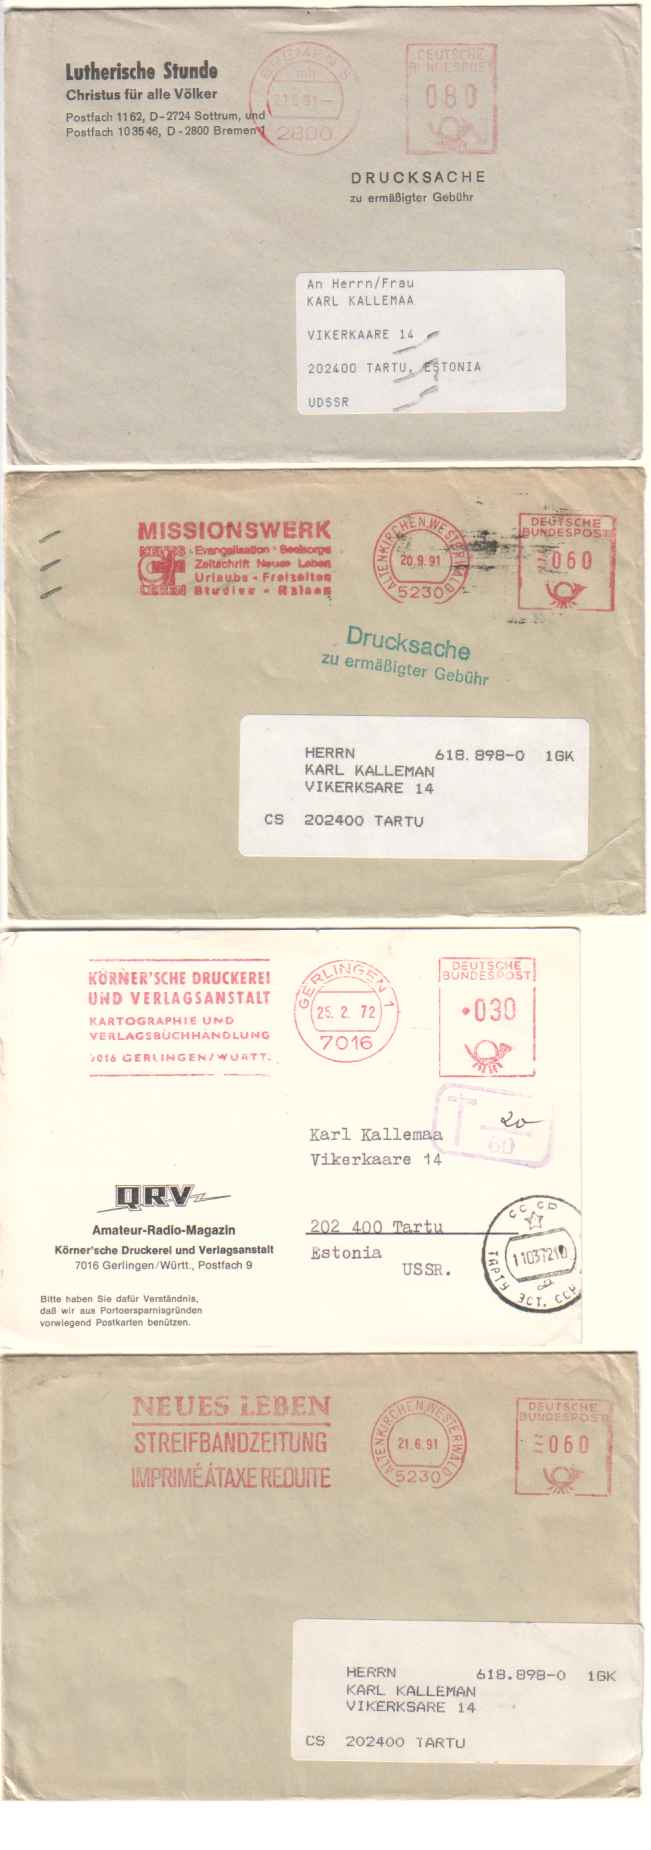 Lutherische Stunde
Christus für alle Völker
Postfach 1162, D-2724 Sottrum, und
Postfach 103546, D-2800 Bremen 1
2800
DEUTSCHE
BUNDESPOST
080
DRUCKSACHE
zu ermäßigter Gebühr
An Herrn/Frau
KARL KALLEMAA
VIKERKAARE 14
202400 TARTU, ESTONIA
UDSSR
MISSIONSWERK
NEUES
LEBEN
Evangelisation · Seelsorge
Zeitschrift Neues Leben
Urlaubs - Freizeiten
Studien - Reisen
ALTENKIRCHEN, WESTERWALD
20.9.91
5230
DEUTSCHE
BUNDESPOST
060
Drucksache
zu ermäßigter Gebühr
HERRN 618.898-0 1GK
KARL KALLEMAN
VIKERKSARE 14
CS 202400 TARTU
KÖRNER'SCHE DRUCKEREI
UND VERLAGSANSTALT
KARTOGRAPHIE UND
VERLAGSBUCHHANDLUNG
7016 GERLINGEN/WÜRTT.
GERLINGEN 1
25. 2. 72
7016
DEUTSCHE
BUNDESPOST
030
T 20
60
Karl Kallemaa
Vikerkaare 14
202 400 Tartu
Estonia
USSR.
QRV
Amateur-Radio-Magazin
Körner'sche Druckerei und Verlagsanstalt
7016 Gerlingen/Württ., Postfach 9
Bitte haben Sie dafür Verständnis,
daß wir aus Portoersparnisgründen
vorwiegend Postkarten benützen.
СССР
ТАРТУ ЭСТ. ССР
NEUES LEBEN
STREIFBANDZEITUNG
IMPRIMÉ Á TAXE REDUITE
ALTENKIRCHEN, WESTERWALD
21.6.91
5230
DEUTSCHE
BUNDESPOST
060
HERRN 618.898-0 1GK
KARL KALLEMAN
VIKERKSARE 14
CS 202400 TARTU